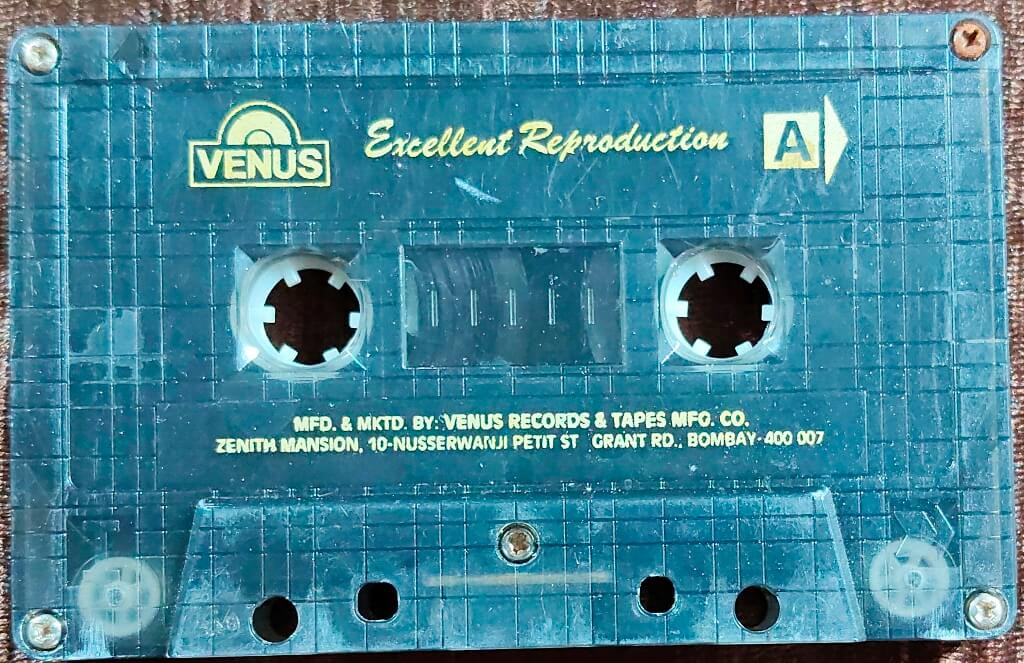 VENUS
Excellent Reproduction
A
MFD. & MKTD. BY: VENUS RECORDS & TAPES MFG. CO.
ZENITH MANSION, 10-NUSSERWANJI PETIT ST GRANT RD., BOMBAY-400 007